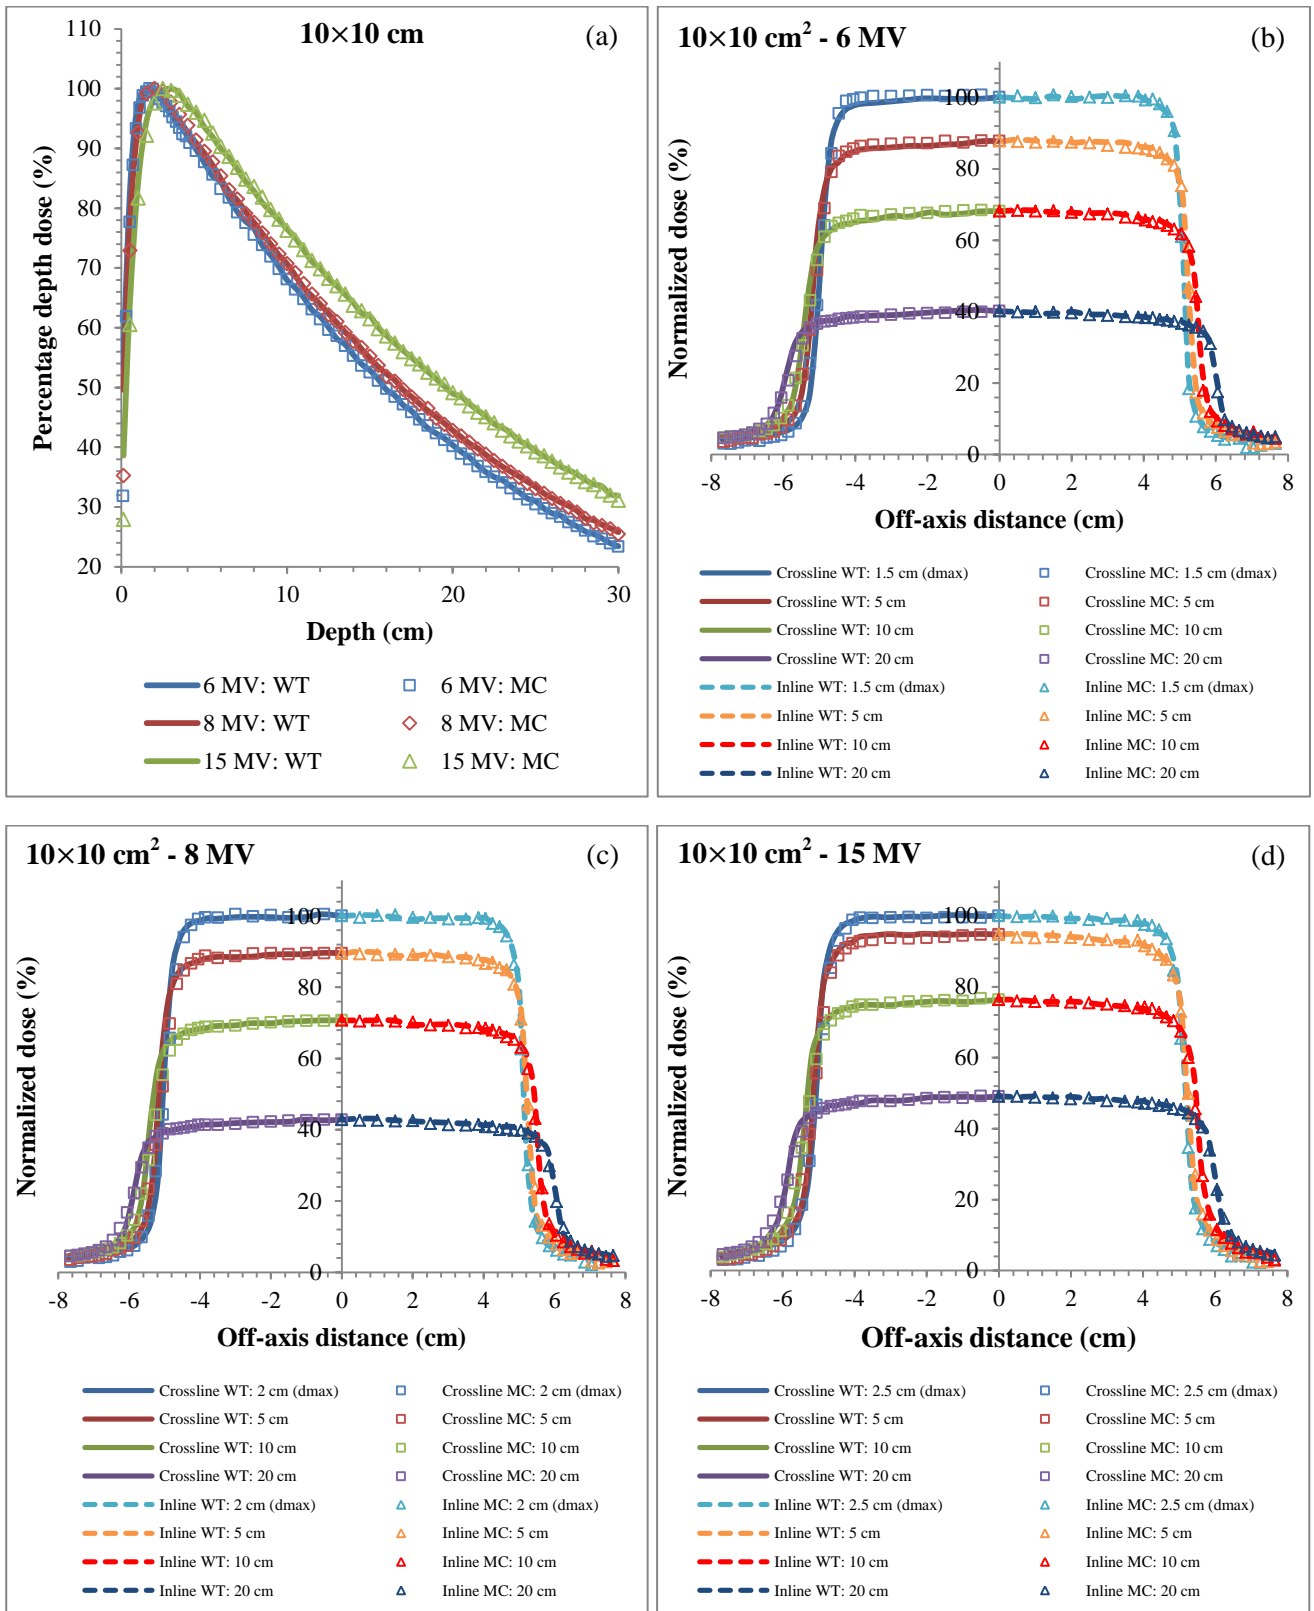 10×10 cm
(a)
110
100
90
80
70
60
50
40
30
20
Percentage depth dose (%)
0 10 20 30
Depth (cm)
6 MV: WT 6 MV: MC
8 MV: WT 8 MV: MC
15 MV: WT 15 MV: MC
10×10 cm² - 6 MV
(b)
100
80
60
40
20
0
Normalized dose (%)
-8 -6 -4 -2 0 2 4 6 8
Off-axis distance (cm)
Crossline WT: 1.5 cm (dmax) Crossline MC: 1.5 cm (dmax)
Crossline WT: 5 cm Crossline MC: 5 cm
Crossline WT: 10 cm Crossline MC: 10 cm
Crossline WT: 20 cm Crossline MC: 20 cm
Inline WT: 1.5 cm (dmax) Inline MC: 1.5 cm (dmax)
Inline WT: 5 cm Inline MC: 5 cm
Inline WT: 10 cm Inline MC: 10 cm
Inline WT: 20 cm Inline MC: 20 cm
10×10 cm² - 8 MV
(c)
100
80
60
40
20
0
Normalized dose (%)
-8 -6 -4 -2 0 2 4 6 8
Off-axis distance (cm)
Crossline WT: 2 cm (dmax) Crossline MC: 2 cm (dmax)
Crossline WT: 5 cm Crossline MC: 5 cm
Crossline WT: 10 cm Crossline MC: 10 cm
Crossline WT: 20 cm Crossline MC: 20 cm
Inline WT: 2 cm (dmax) Inline MC: 2 cm (dmax)
Inline WT: 5 cm Inline MC: 5 cm
Inline WT: 10 cm Inline MC: 10 cm
Inline WT: 20 cm Inline MC: 20 cm
10×10 cm² - 15 MV
(d)
100
80
60
40
20
0
Normalized dose (%)
-8 -6 -4 -2 0 2 4 6 8
Off-axis distance (cm)
Crossline WT: 2.5 cm (dmax) Crossline MC: 2.5 cm (dmax)
Crossline WT: 5 cm Crossline MC: 5 cm
Crossline WT: 10 cm Crossline MC: 10 cm
Crossline WT: 20 cm Crossline MC: 20 cm
Inline WT: 2.5 cm (dmax) Inline MC: 2.5 cm (dmax)
Inline WT: 5 cm Inline MC: 5 cm
Inline WT: 10 cm Inline MC: 10 cm
Inline WT: 20 cm Inline MC: 20 cm